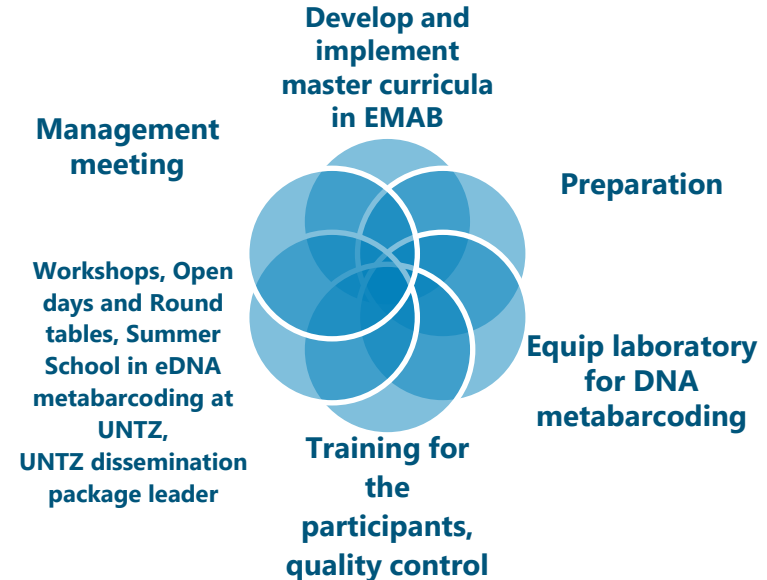 Develop and
implement
master curricula
in EMAB
Preparation
Equip laboratory
for DNA
metabarcoding
Training for
the
participants,
quality control
Workshops, Open
days and Round
tables, Summer
School in eDNA
metabarcoding at
UNTZ,
UNTZ dissemination
package leader
Management
meeting